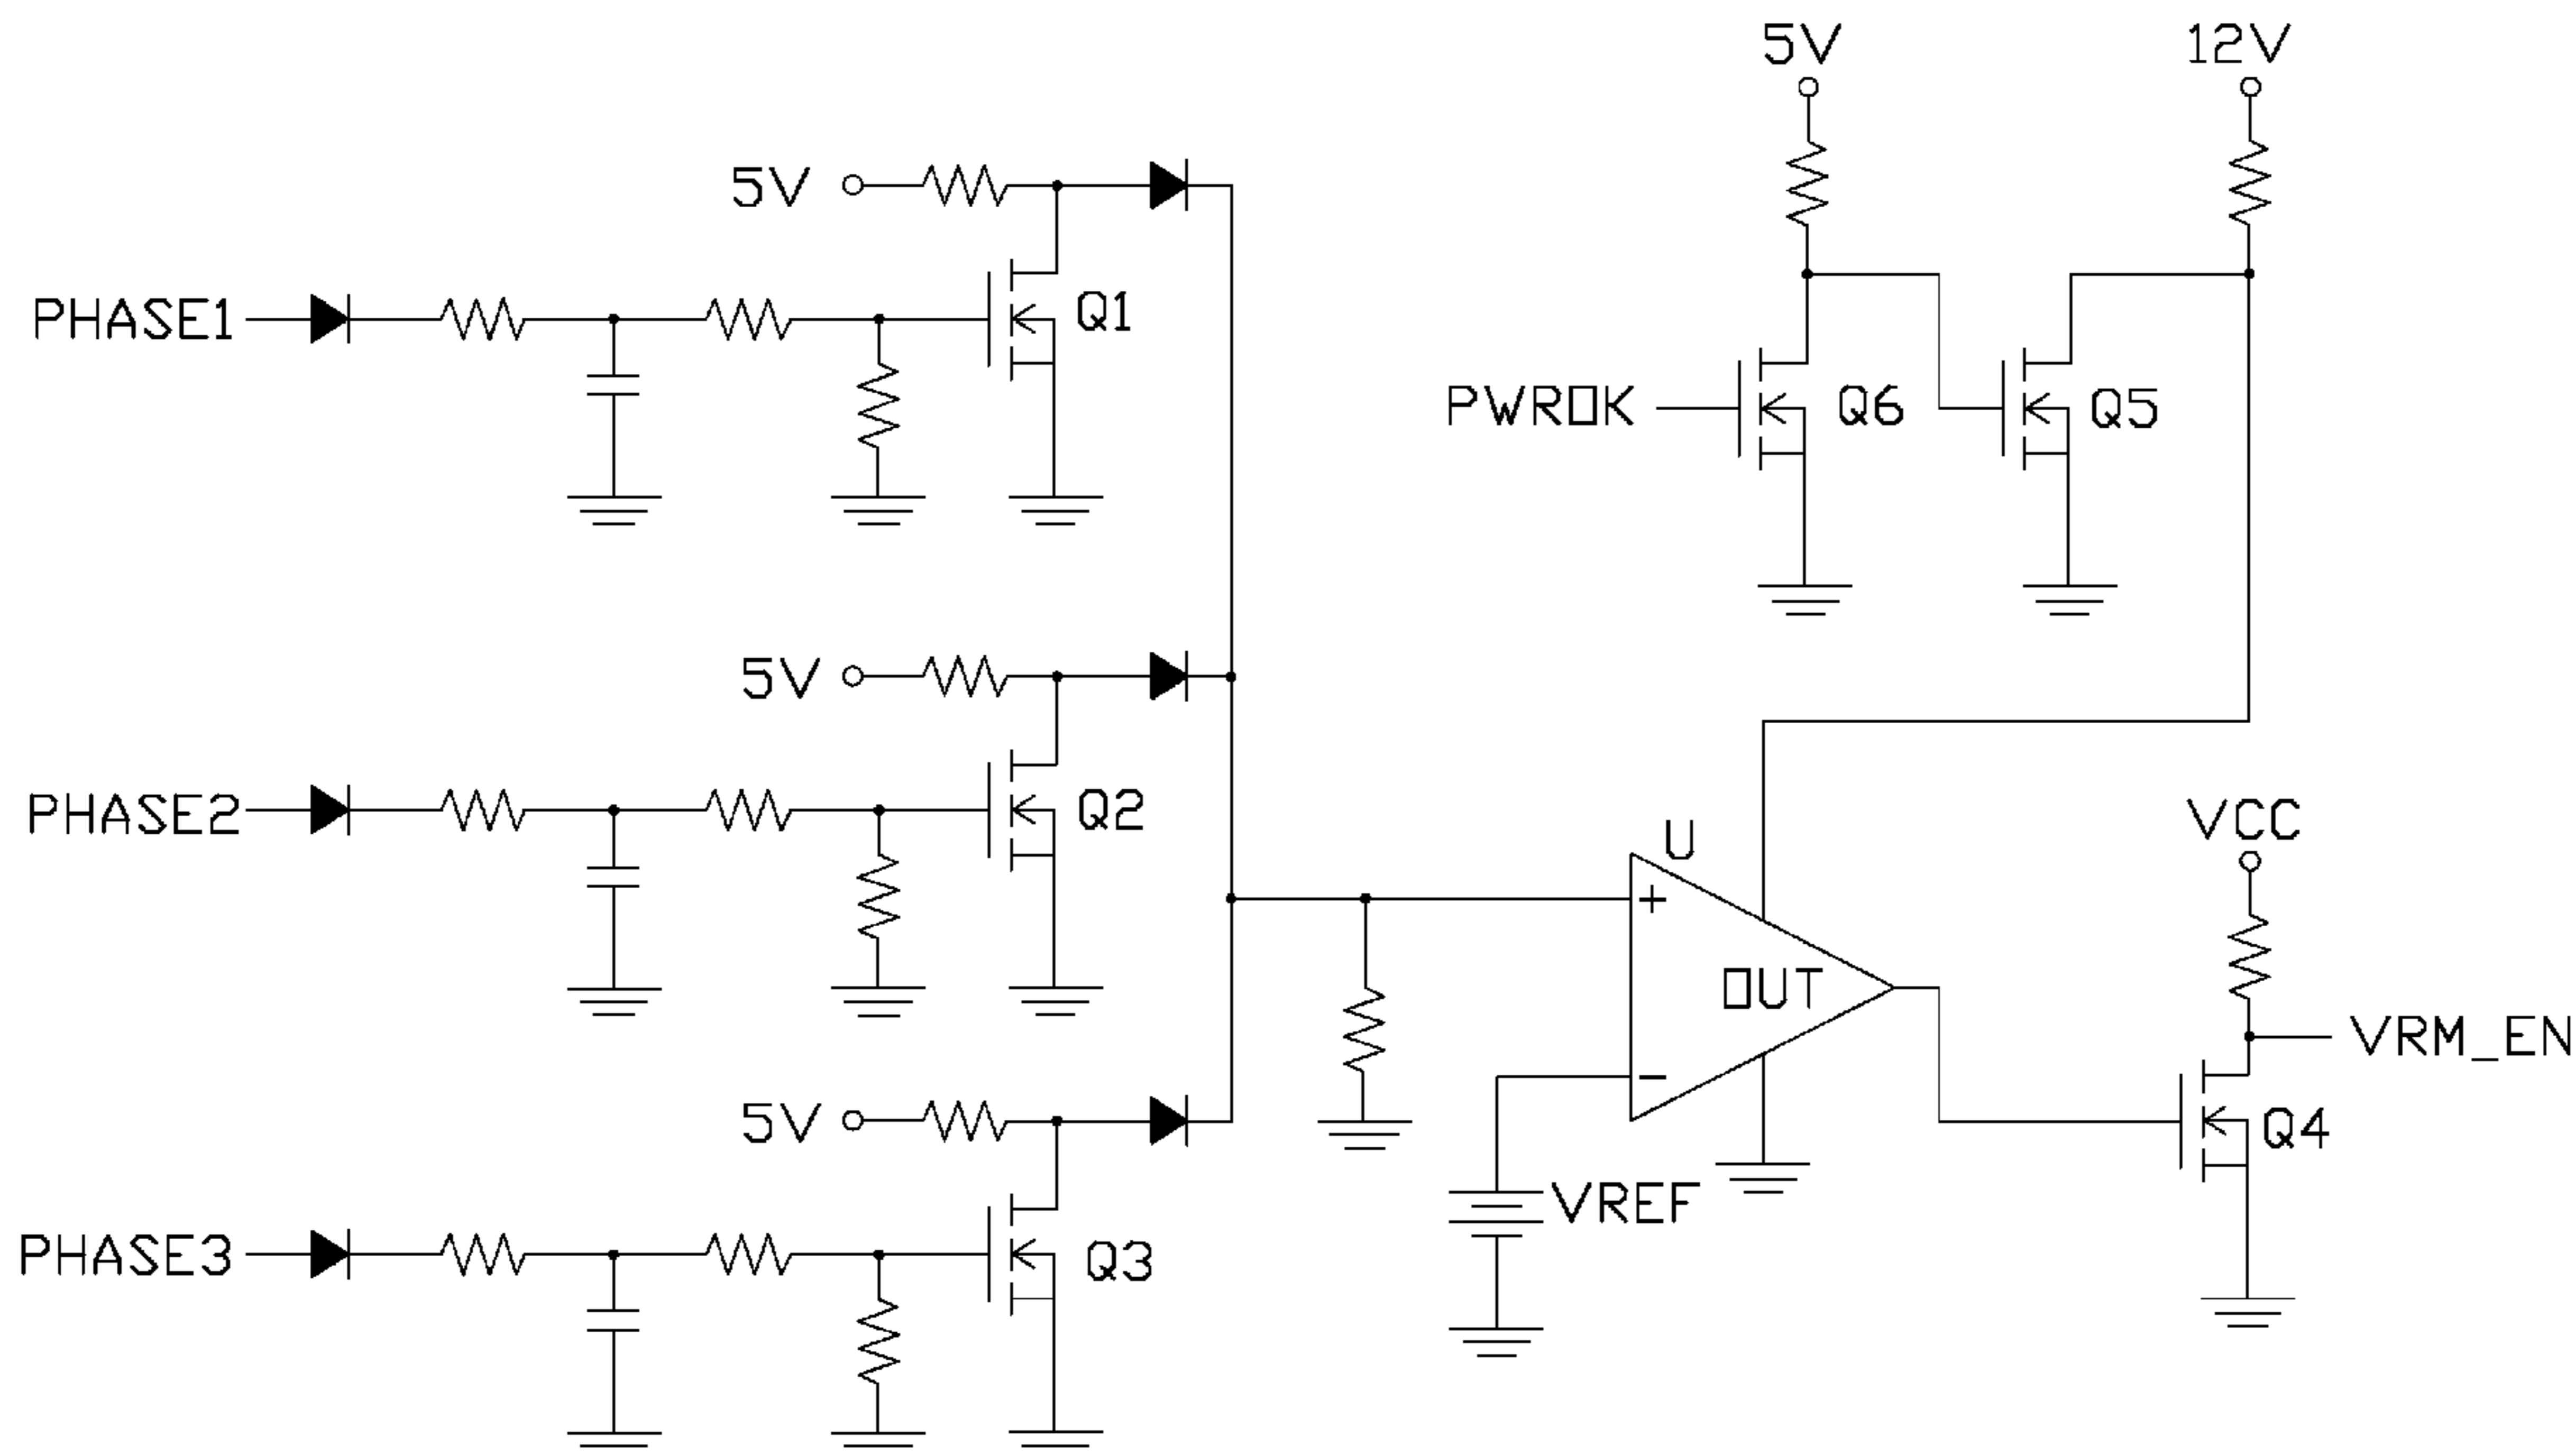 5V
12V
5V
PHASE1
Q1
PWROK
Q6
Q5
5V
PHASE2
Q2
VCC
U
+
OUT
VRM_EN
-
5V
Q4
VREF
PHASE3
Q3